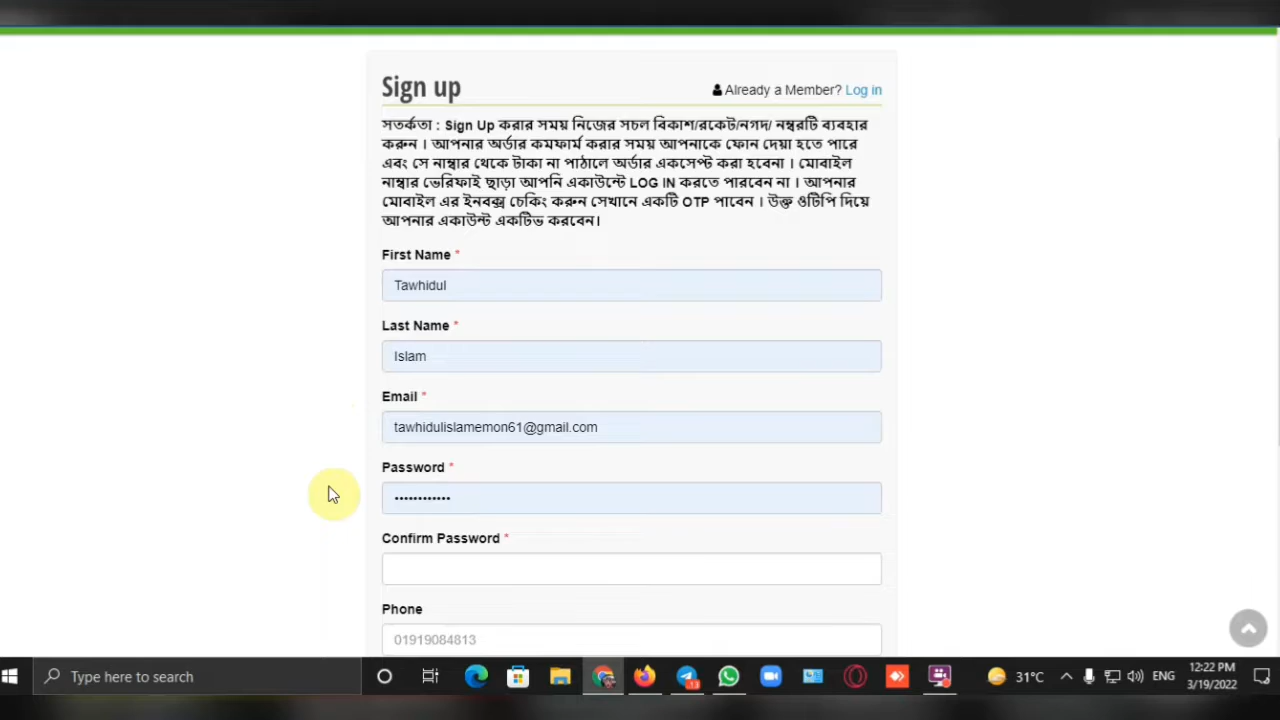 Sign up
Already a Member? Log in
সতর্কতা : Sign Up করার সময় নিজের সচল বিকাশ/রকেট/নগদ/ নম্বরটি ব্যবহার
করুন । আপনার অর্ডার কমফার্ম করার সময় আপনাকে ফোন দেয়া হতে পারে
এবং সে নাম্বার থেকে টাকা না পাঠালে অর্ডার একসেপ্ট করা হবেনা । মোবাইল
নাম্বার ভেরিফাই ছাড়া আপনি একাউন্টে LOG IN করতে পারবেন না । আপনার
মোবাইল এর ইনবক্স চেকিং করুন সেখানে একটি OTP পাবেন । উক্ত ওটিপি দিয়ে
আপনার একাউন্ট একটিভ করবেন।
First Name *
Tawhidul
Last Name *
Islam
Email *
tawhidulislamemon61@gmail.com
Password *
••••••••••••
Confirm Password *
Phone
01919084813
Type here to search
31°C
ENG
12:22 PM
3/19/2022